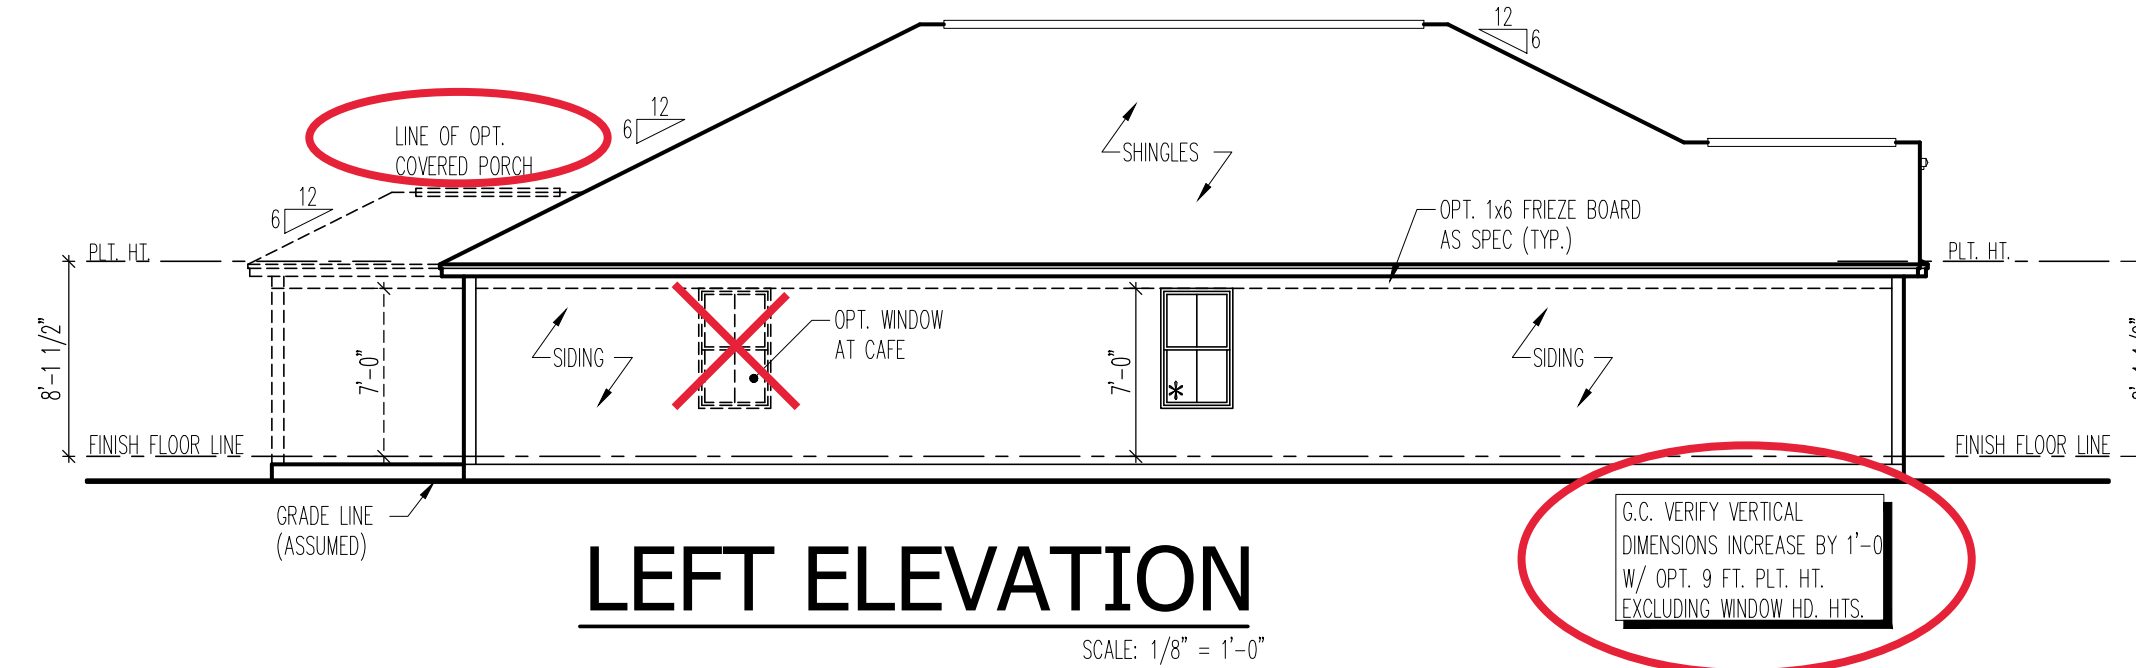 12
6
LINE OF OPT.
COVERED PORCH
12
6
12
6
SHINGLES
12
6
OPT. 1x6 FRIEZE BOARD
AS SPEC (TYP.)
PLT. HT.
PLT. HT.
8'-1 1/2"
7'-0"
SIDING
OPT. WINDOW
AT CAFE
7'-0"
*
SIDING
FINISH FLOOR LINE
FINISH FLOOR LINE
GRADE LINE
(ASSUMED)
G.C. VERIFY VERTICAL
DIMENSIONS INCREASE BY 1'-0
W/ OPT. 9 FT. PLT. HT.
EXCLUDING WINDOW HD. HTS.
LEFT ELEVATION
SCALE: 1/8" = 1'-0"